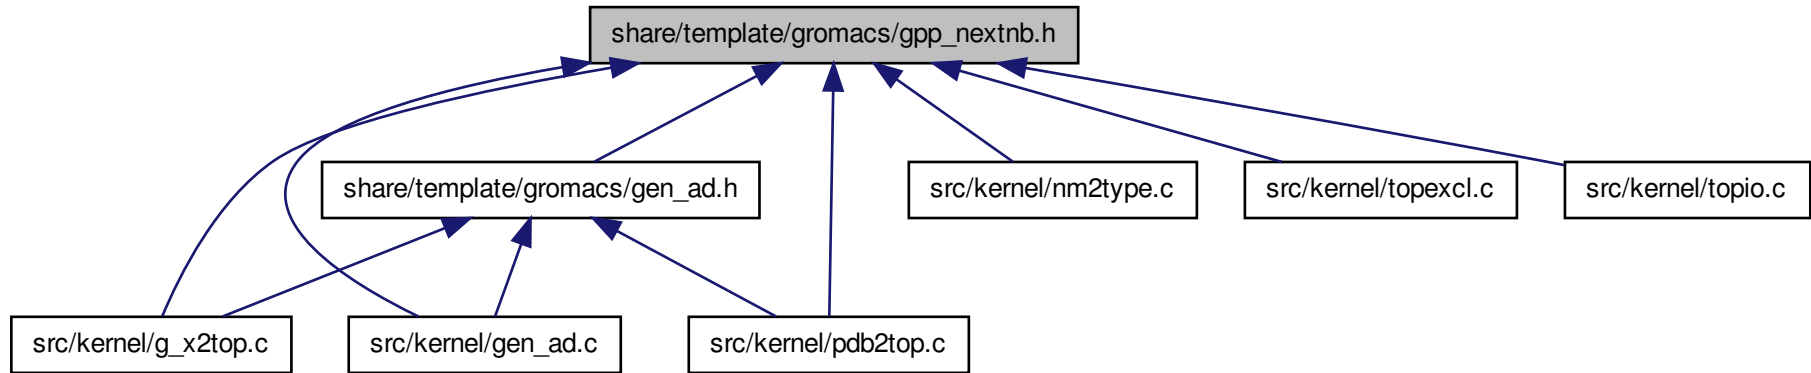 share/template/gromacs/gpp_nextnb.h
share/template/gromacs/gen_ad.h
src/kernel/nm2type.c
src/kernel/topexcl.c
src/kernel/topio.c
src/kernel/g_x2top.c
src/kernel/gen_ad.c
src/kernel/pdb2top.c